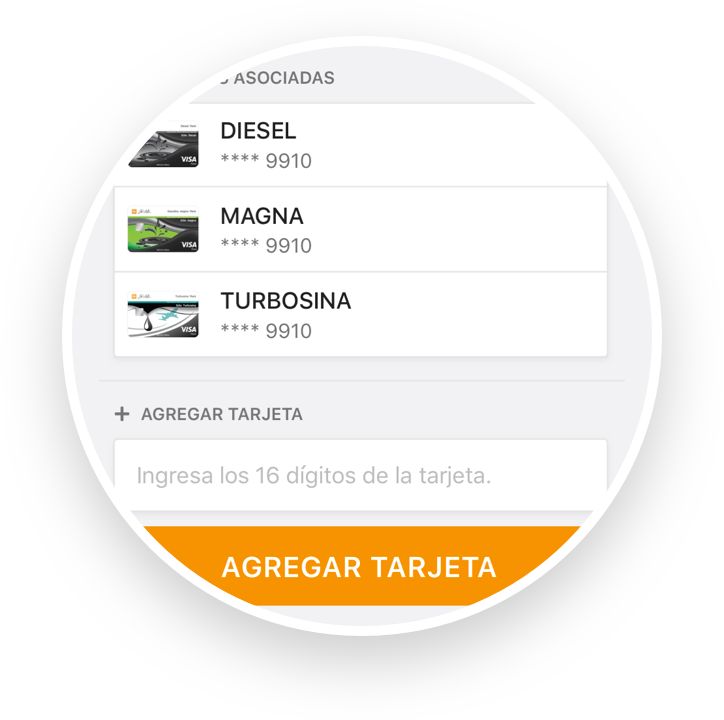 ASOCIADAS
DIESEL
**** 9910
VISA
MAGNA
**** 9910
VISA
TURBOSINA
**** 9910
VISA
+ AGREGAR TARJETA
Ingresa los 16 dígitos de la tarjeta.
AGREGAR TARJETA